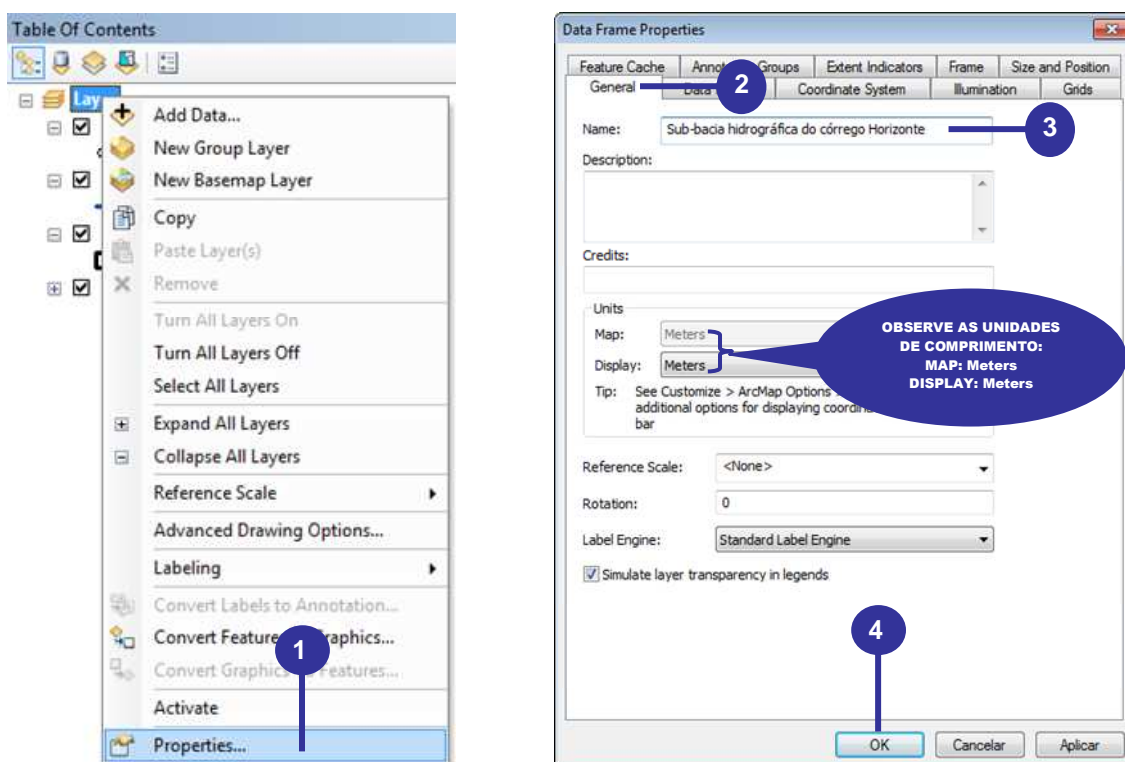 Table Of Contents
Lay
Add Data...
New Group Layer
New Basemap Layer
Copy
Paste Layer(s)
Remove
Turn All Layers On
Turn All Layers Off
Select All Layers
Expand All Layers
Collapse All Layers
Reference Scale
Advanced Drawing Options...
Labeling
Convert Labels to Annotation...
Convert Feature Graphics...
Convert Graphics Features...
Activate
Properties...
1
Data Frame Properties
Feature Cache Groups Extent Indicators Frame Size and Position
General Data Coordinate System Illumination Grids
2
Name: Sub-bacia hidrográfica do córrego Horizonte
3
Description:
Credits:
Units
Map: Meters
Display: Meters
Tip: See Customize > ArcMap Options
additional options for displaying
bar
OBSERVE AS UNIDADES
DE COMPRIMENTO:
MAP: Meters
DISPLAY: Meters
Reference Scale: <None>
Rotation: 0
Label Engine: Standard Label Engine
Simulate layer transparency in legends
4
OK Cancelar Aplicar